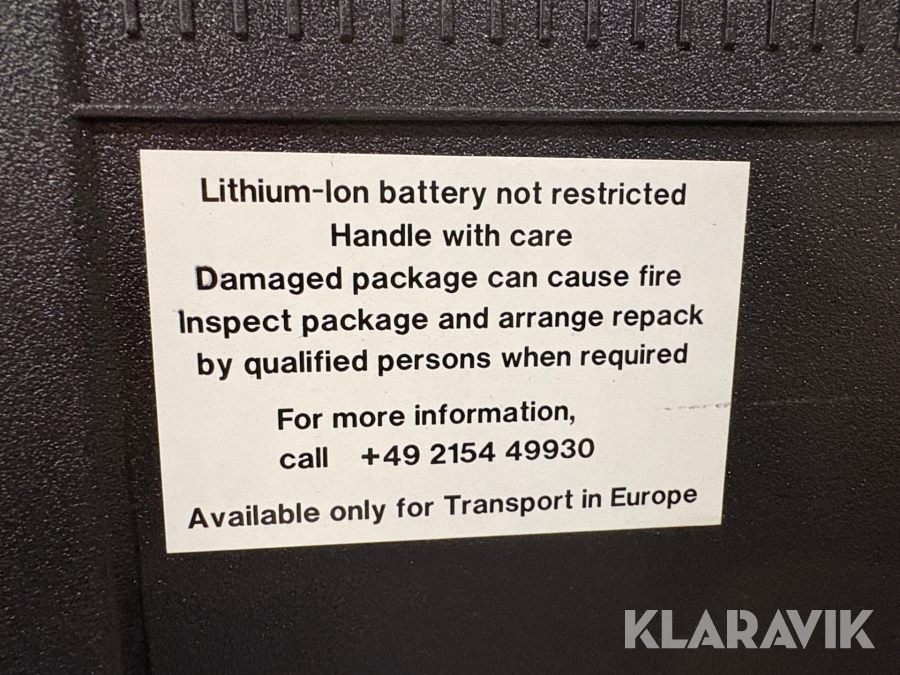 Lithium-Ion battery not restricted
Handle with care
Damaged package can cause fire
Inspect package and arrange repack
by qualified persons when required
For more information,
call +49 2154 49930
Available only for Transport in Europe
KLARAVIK